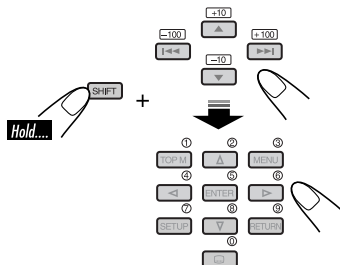 +10
–100 +100
SHIFT +
–10
Hold....
① ② ③
TOP M. MENU
④ ⑤ ⑥
ENTER
⑦ ⑧ ⑨
SETUP RETURN
⓪